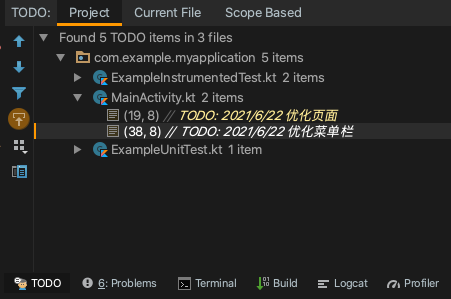 TODO: Project Current File Scope Based
Found 5 TODO items in 3 files
com.example.myapplication 5 items
ExampleInstrumentedTest.kt 2 items
MainActivity.kt 2 items
(19, 8) // TODO: 2021/6/22 优化页面
(38, 8) // TODO: 2021/6/22 优化菜单栏
ExampleUnitTest.kt 1 item
TODO 6: Problems Terminal Build Logcat Profiler